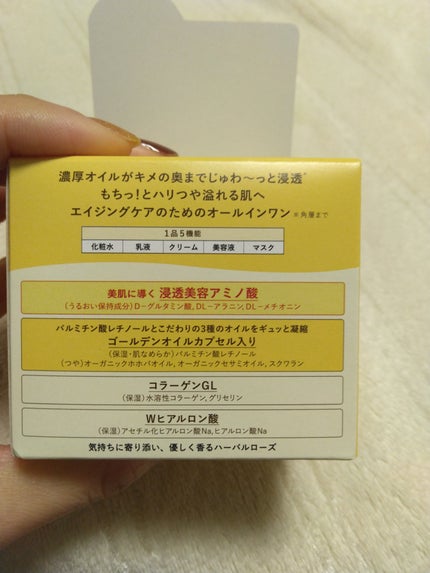 濃厚オイルがキメの奥までじゅわ〜っと浸透*
もちっ!とハリつや溢れる肌へ
エイジングケアのためのオールインワン ※角層まで
1品5機能
化粧水 乳液 クリーム 美容液 マスク
美肌に導く 浸透美容アミノ酸
(うるおい保持成分)D-グルタミン酸,DL-アラニン,DL-メチオニン
パルミチン酸レチノールとこだわりの3種のオイルをギュッと凝縮
ゴールデンオイルカプセル入り
(保湿・肌なめらか)パルミチン酸レチノール
(つや)オーガニックホホバオイル,オーガニックセサミオイル,スクワラン
コラーゲンGL
(保湿)水溶性コラーゲン,グリセリン
Wヒアルロン酸
(保湿)アセチル化ヒアルロン酸Na,ヒアルロン酸Na
気持ちに寄り添い、優しく香るハーバルローズ